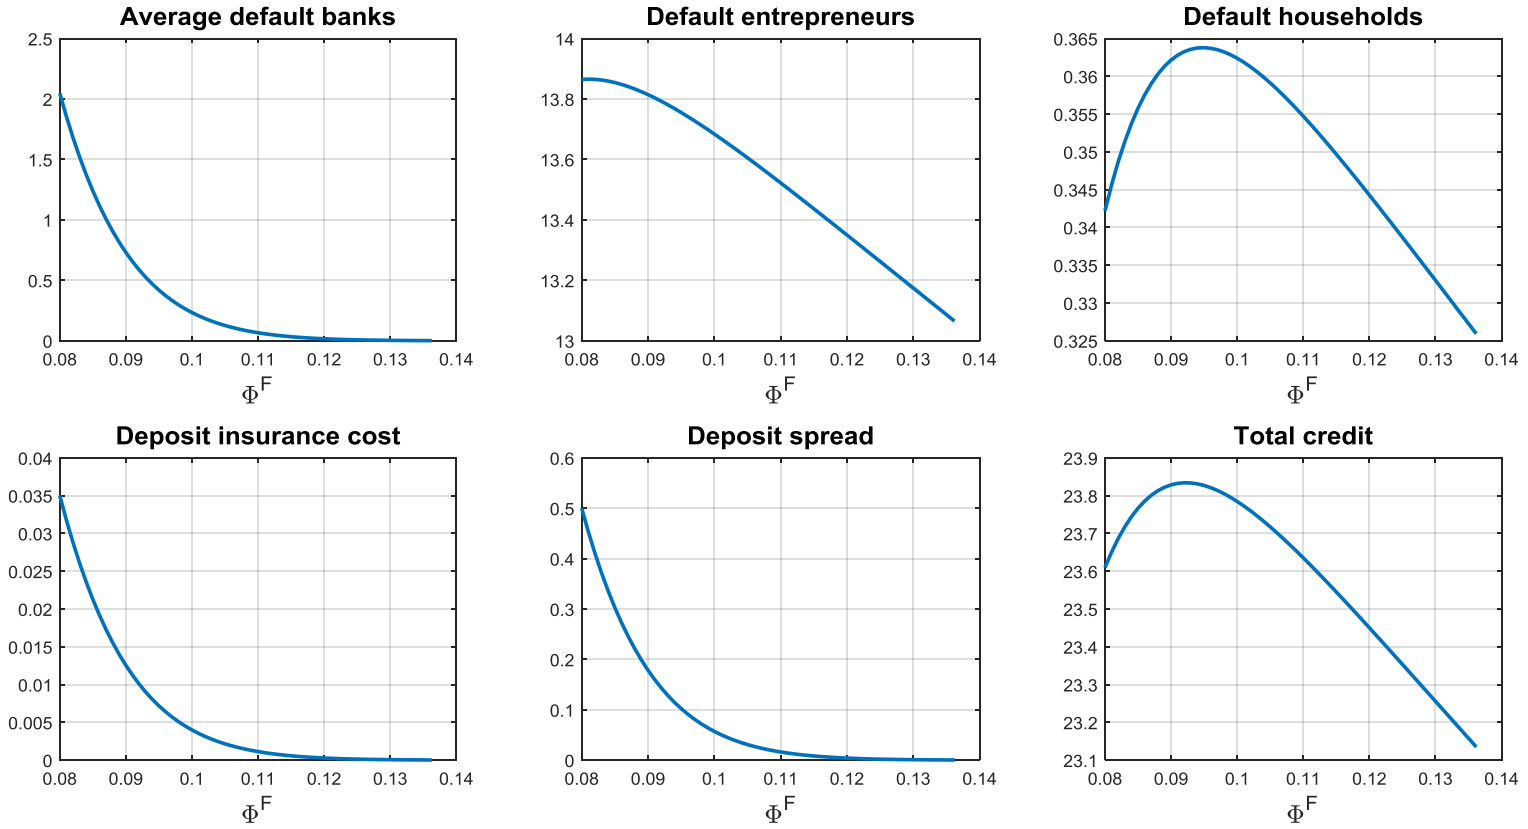 Average default banks
2.5
2
1.5
1
0.5
0
0.08 0.09 0.1 0.11 0.12 0.13 0.14
Φ^F
Default entrepreneurs
14
13.8
13.6
13.4
13.2
13
0.08 0.09 0.1 0.11 0.12 0.13 0.14
Φ^F
Default households
0.365
0.36
0.355
0.35
0.345
0.34
0.335
0.33
0.325
0.08 0.09 0.1 0.11 0.12 0.13 0.14
Φ^F
Deposit insurance cost
0.04
0.035
0.03
0.025
0.02
0.015
0.01
0.005
0
0.08 0.09 0.1 0.11 0.12 0.13 0.14
Φ^F
Deposit spread
0.6
0.5
0.4
0.3
0.2
0.1
0
0.08 0.09 0.1 0.11 0.12 0.13 0.14
Φ^F
Total credit
23.9
23.8
23.7
23.6
23.5
23.4
23.3
23.2
23.1
0.08 0.09 0.1 0.11 0.12 0.13 0.14
Φ^F